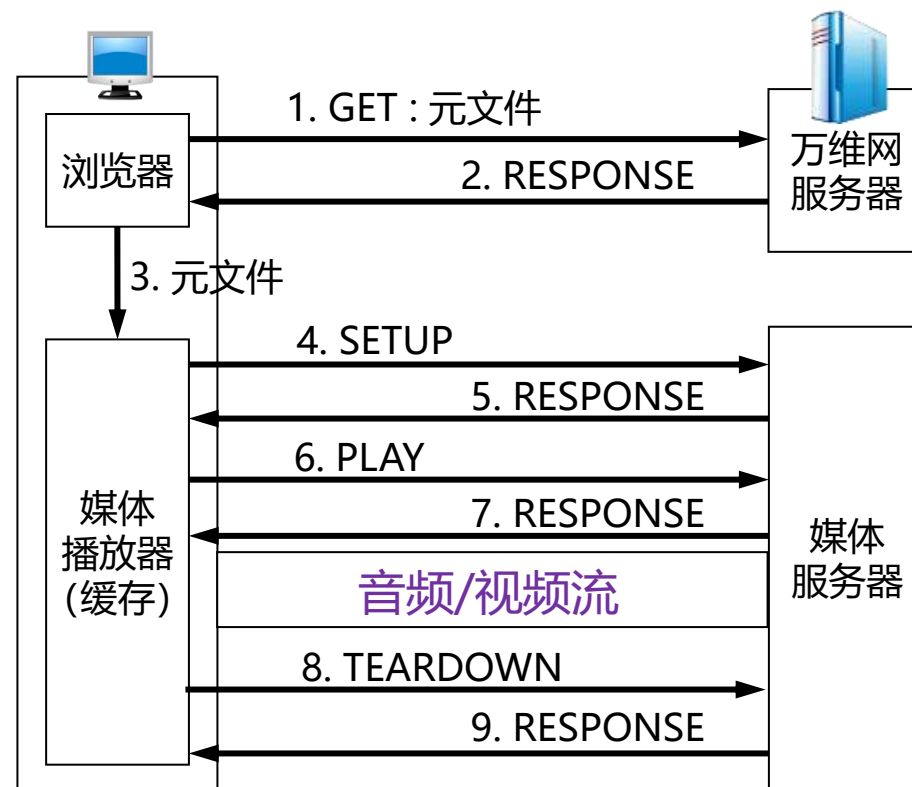 1. GET : 元文件
浏览器
万维网
服务器
2. RESPONSE
3. 元文件
4. SETUP
5. RESPONSE
6. PLAY
7. RESPONSE
媒体
播放器
（缓存）
音频/视频流
媒体
服务器
8. TEARDOWN
9. RESPONSE